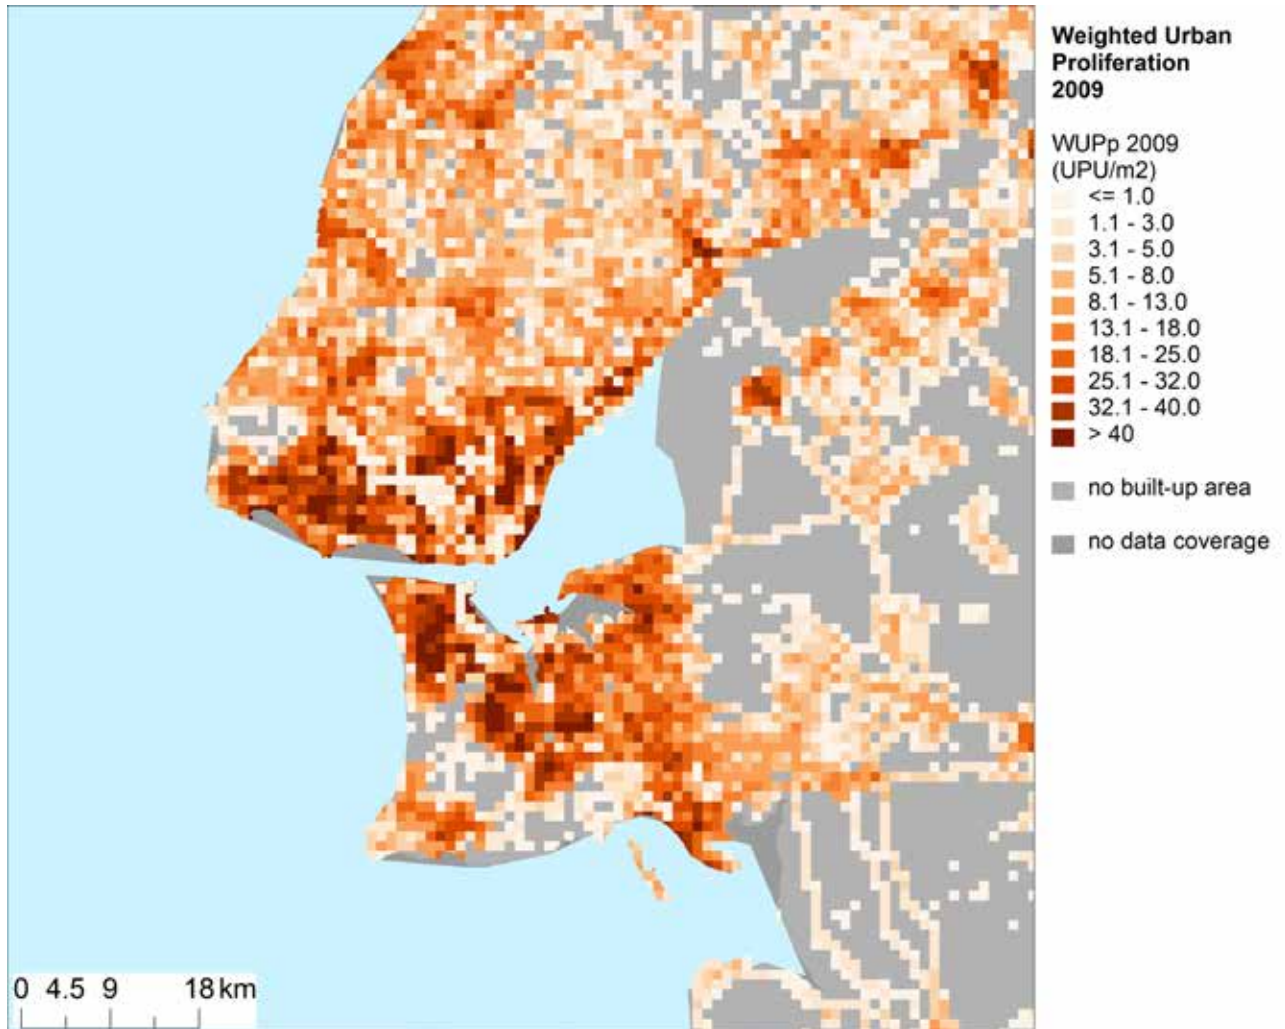 Weighted Urban
Proliferation
2009
WUPp 2009
(UPU/m2)
<= 1.0
1.1 - 3.0
3.1 - 5.0
5.1 - 8.0
8.1 - 13.0
13.1 - 18.0
18.1 - 25.0
25.1 - 32.0
32.1 - 40.0
> 40
no built-up area
no data coverage
0 4.5 9 18 km